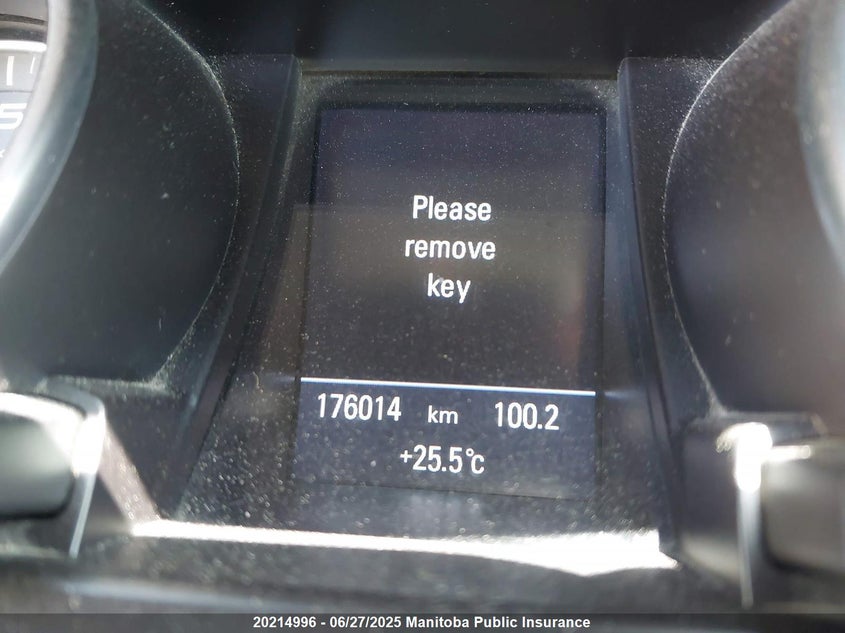 Please
remove
key
176014 km 100.2
+25.5°c
20214996 - 06/27/2025 Manitoba Public Insurance